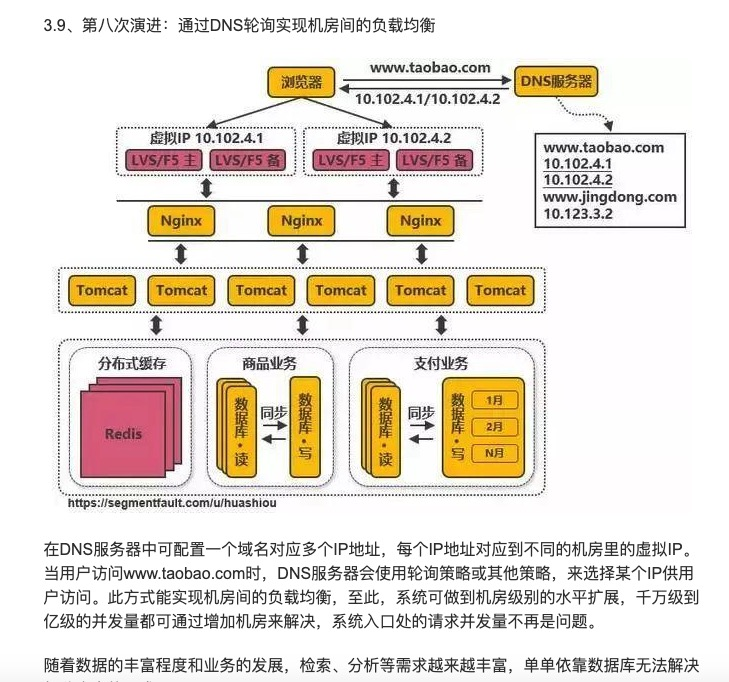 3.9、第八次演进：通过DNS轮询实现机房间的负载均衡
浏览器
www.taobao.com
DNS服务器
10.102.4.1/10.102.4.2
虚拟IP 10.102.4.1
LVS/F5 主
LVS/F5 备
虚拟IP 10.102.4.2
LVS/F5 主
LVS/F5 备
www.taobao.com
10.102.4.1
10.102.4.2
www.jingdong.com
10.123.3.2
Nginx
Nginx
Nginx
Tomcat
Tomcat
Tomcat
Tomcat
Tomcat
Tomcat
分布式缓存
Redis
商品业务
数据库·读
同步
数据库·写
支付业务
数据库·读
同步
数据库·写
1月
2月
N月
https://segmentfault.com/u/huashiou
在DNS服务器中可配置一个域名对应多个IP地址，每个IP地址对应到不同的机房里的虚拟IP。
当用户访问www.taobao.com时，DNS服务器会使用轮询策略或其他策略，来选择某个IP供用
户访问。此方式能实现机房间的负载均衡，至此，系统可做到机房级别的水平扩展，千万级到
亿级的并发量都可通过增加机房来解决，系统入口处的请求并发量不再是问题。
随着数据的丰富程度和业务的发展，检索、分析等需求越来越丰富，单单依靠数据库无法解决